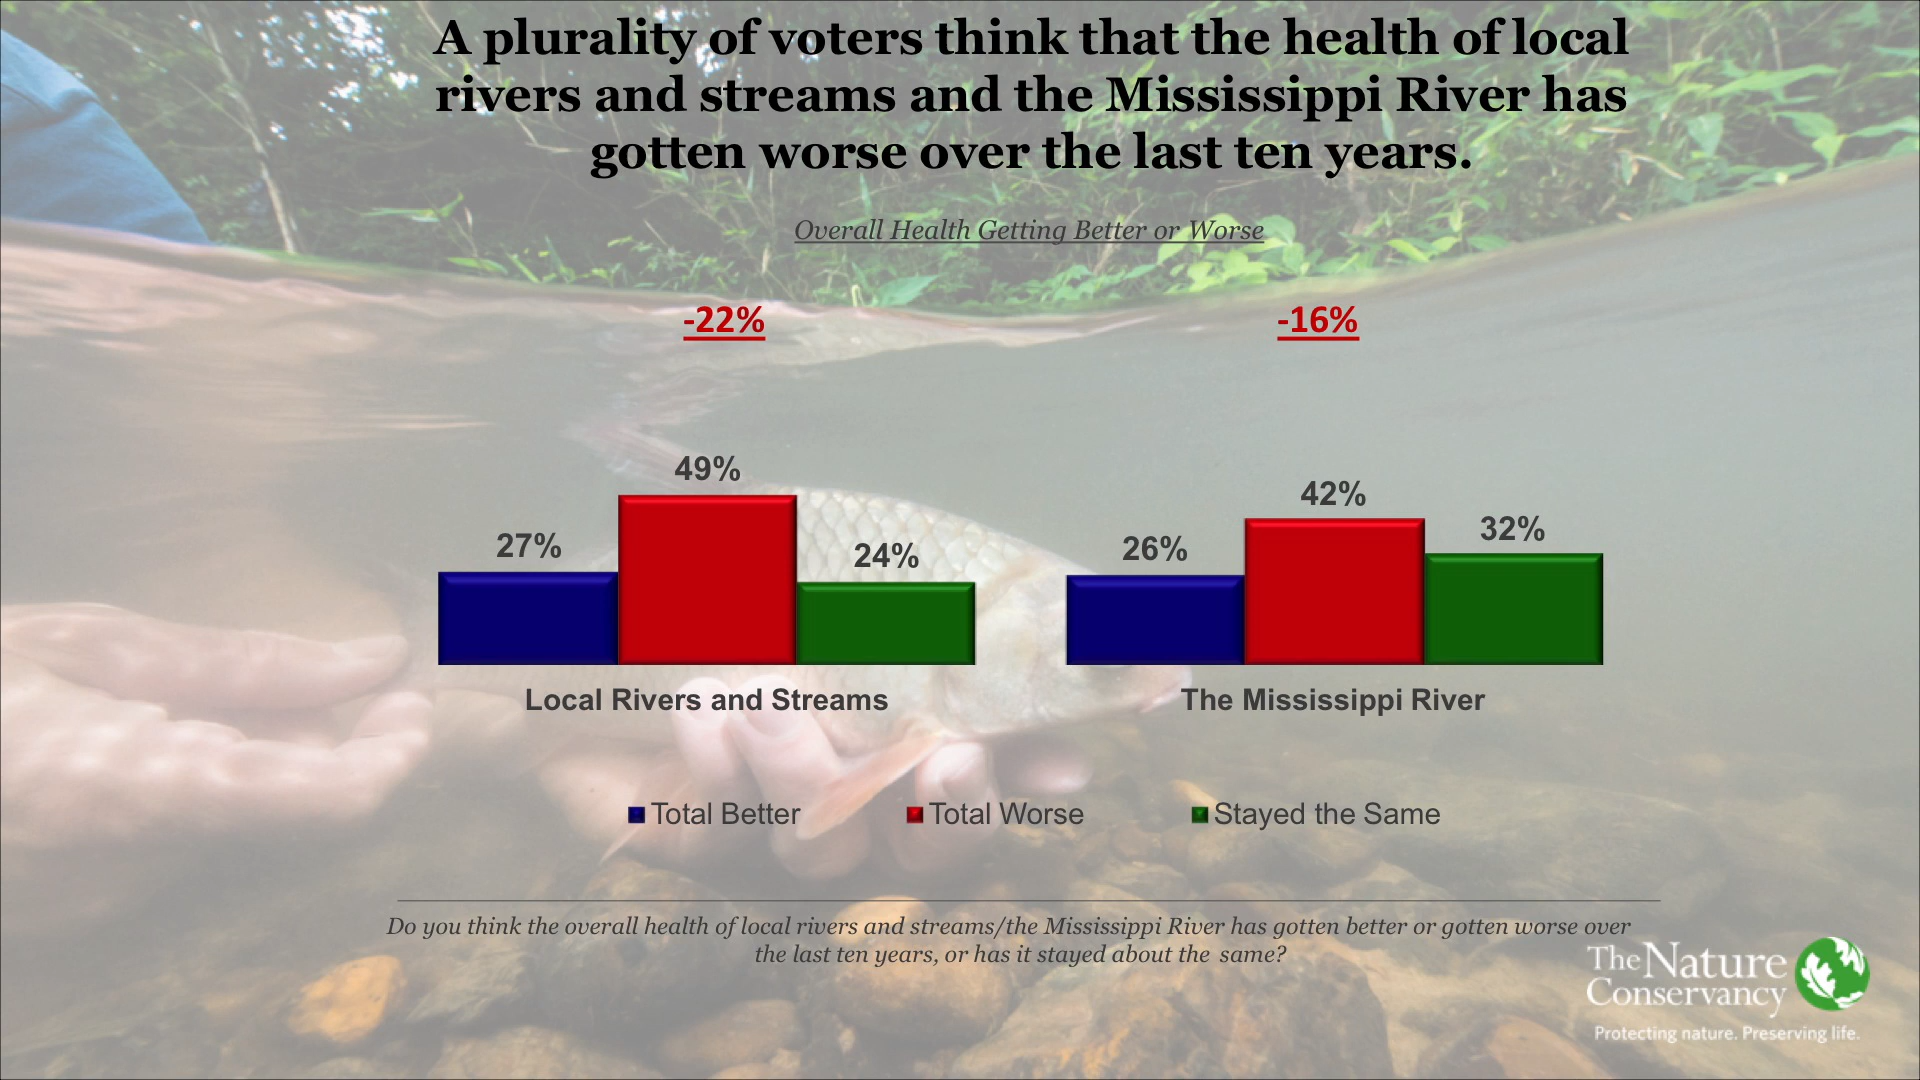 A plurality of voters think that the health of local
rivers and streams and the Mississippi River has
gotten worse over the last ten years.
Overall Health Getting Better or Worse
-22%
-16%
49%
42%
27%
24%
26%
32%
Local Rivers and Streams
The Mississippi River
Total Better
Total Worse
Stayed the Same
Do you think the overall health of local rivers and streams/the Mississippi River has gotten better or gotten worse over
the last ten years, or has it stayed about the same?
The Nature
Conservancy
Protecting nature. Preserving life.